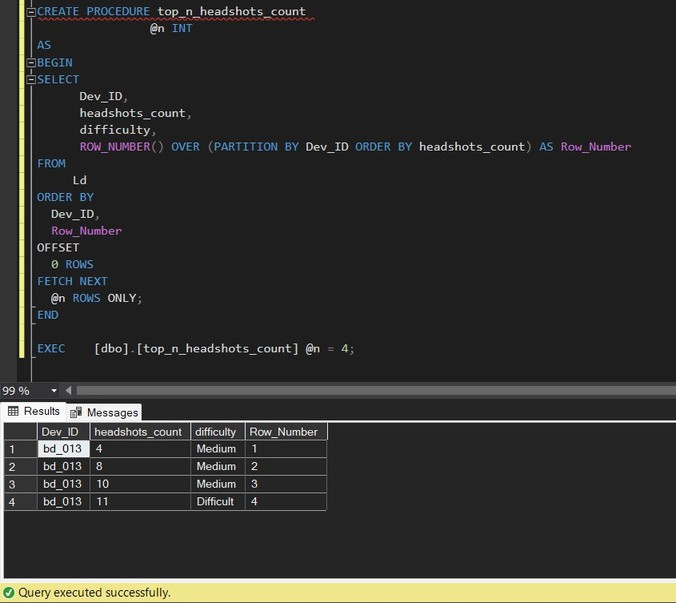 CREATE PROCEDURE top_n_headshots_count
@n INT
AS
BEGIN
SELECT
Dev_ID,
headshots_count,
difficulty,
ROW_NUMBER() OVER (PARTITION BY Dev_ID ORDER BY headshots_count) AS Row_Number
FROM
Ld
ORDER BY
Dev_ID,
Row_Number
OFFSET
0 ROWS
FETCH NEXT
@n ROWS ONLY;
END
EXEC [dbo].[top_n_headshots_count] @n = 4;
99 %
Results Messages
Dev_ID headshots_count difficulty Row_Number
1 bd_013 4 Medium 1
2 bd_013 8 Medium 2
3 bd_013 10 Medium 3
4 bd_013 11 Difficult 4
Query executed successfully.